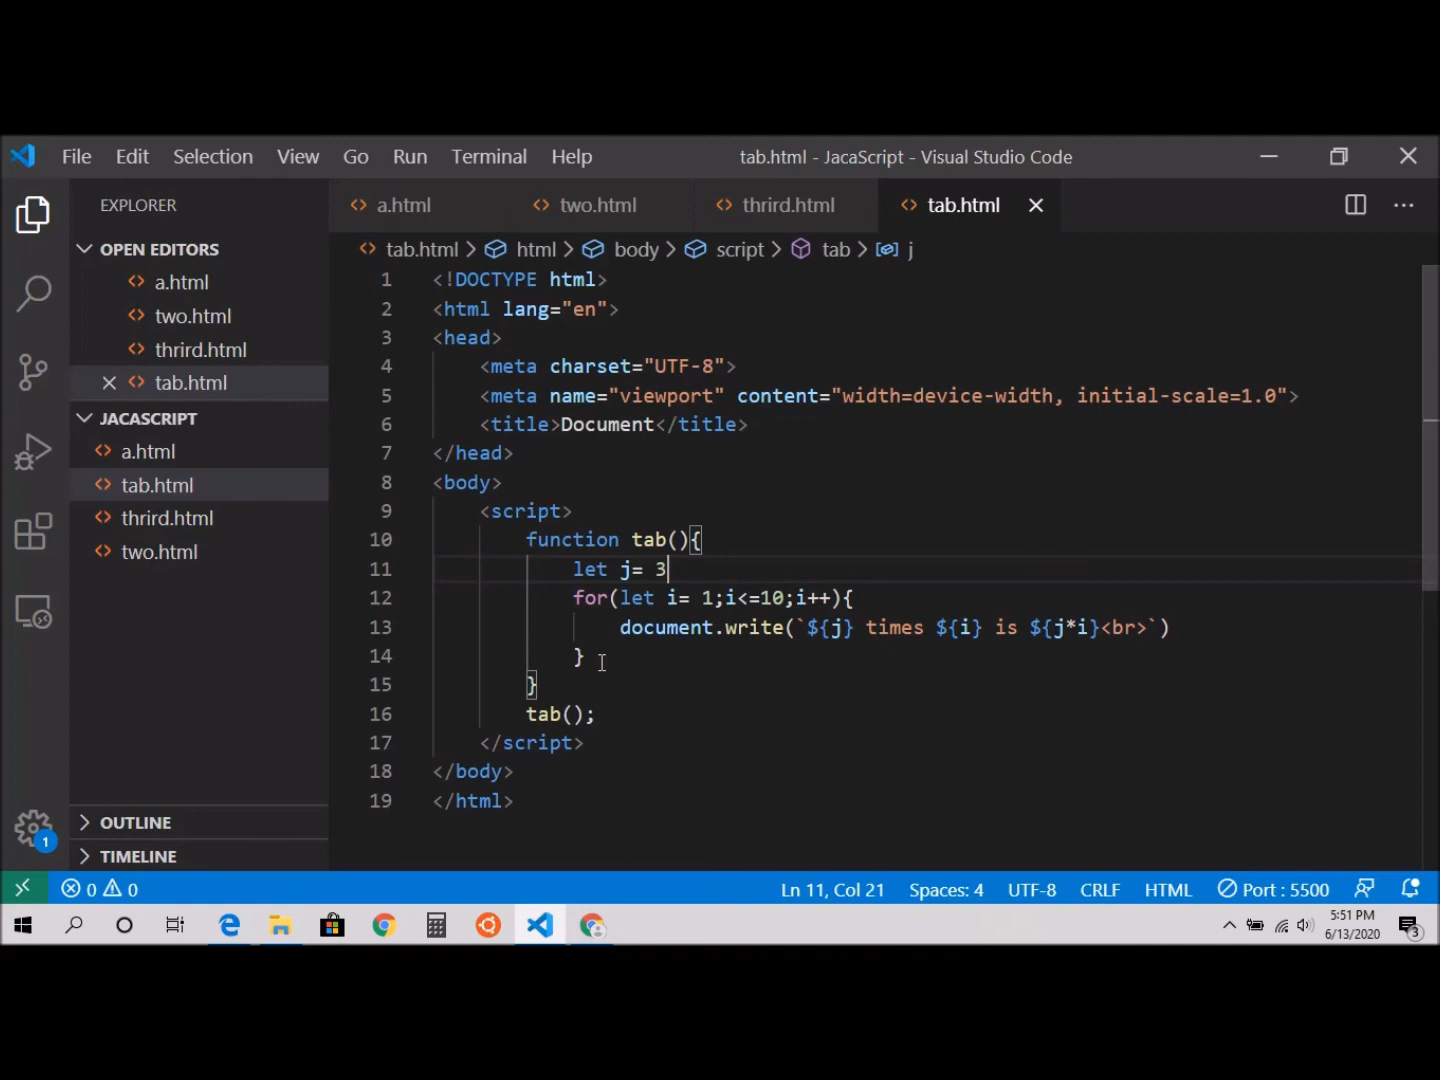 File Edit Selection View Go Run Terminal Help tab.html - JacaScript - Visual Studio Code
EXPLORER
a.html two.html thrird.html tab.html
OPEN EDITORS
a.html
two.html
thrird.html
tab.html
JACASCRIPT
a.html
tab.html
thrird.html
two.html
OUTLINE
TIMELINE
tab.html > html > body > script > tab > j
1 <!DOCTYPE html>
2 <html lang="en">
3 <head>
4 <meta charset="UTF-8">
5 <meta name="viewport" content="width=device-width, initial-scale=1.0">
6 <title>Document</title>
7 </head>
8 <body>
9 <script>
10 function tab(){
11 let j= 3
12 for(let i= 1;i<=10;i++){
13 document.write(`${j} times ${i} is ${j*i}<br>`)
14 }
15 }
16 tab();
17 </script>
18 </body>
19 </html>
1
0 0 Ln 11, Col 21 Spaces: 4 UTF-8 CRLF HTML Port : 5500
5:51 PM
6/13/2020
3